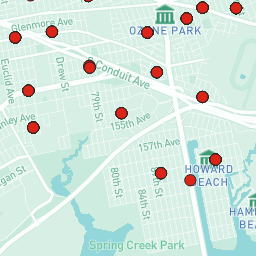 Glenmore Ave
OZONE PARK
Euclid Ave
Drew St
S Conduit Ave
79th St
155th Ave
157th Ave
HOWARD
BEACH
80th St
84th St
Spring Creek Park